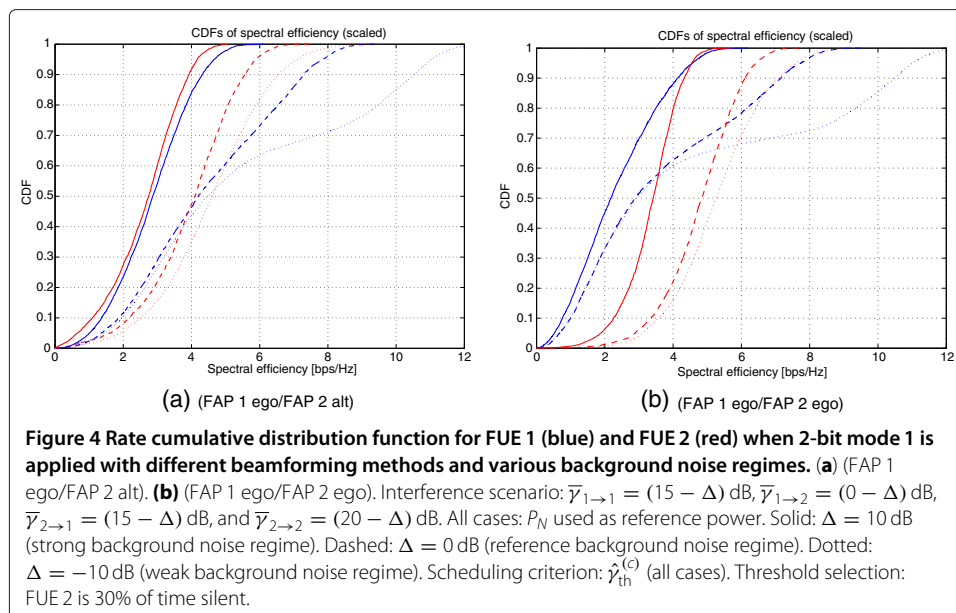 CDFs of spectral efficiency (scaled)
1
0.9
0.8
0.7
0.6
0.5
0.4
0.3
0.2
0.1
0
CDF
0 2 4 6 8 10 12
Spectral efficiency [bps/Hz]
(a) (FAP 1 ego/FAP 2 alt)
CDFs of spectral efficiency (scaled)
1
0.9
0.8
0.7
0.6
0.5
0.4
0.3
0.2
0.1
0
CDF
0 2 4 6 8 10 12
Spectral efficiency [bps/Hz]
(b) (FAP 1 ego/FAP 2 ego)
Figure 4 Rate cumulative distribution function for FUE 1 (blue) and FUE 2 (red) when 2-bit mode 1 is
applied with different beamforming methods and various background noise regimes. (a) (FAP 1
ego/FAP 2 alt). (b) (FAP 1 ego/FAP 2 ego). Interference scenario: γ̅₁→₁ = (15 − Δ) dB, γ̅₁→₂ = (0 − Δ) dB,
γ̅₂→₁ = (15 − Δ) dB, and γ̅₂→₂ = (20 − Δ) dB. All cases: P_N used as reference power. Solid: Δ = 10 dB
(strong background noise regime). Dashed: Δ = 0 dB (reference background noise regime). Dotted:
Δ = −10 dB (weak background noise regime). Scheduling criterion: γ̂_th^(c) (all cases). Threshold selection:
FUE 2 is 30% of time silent.